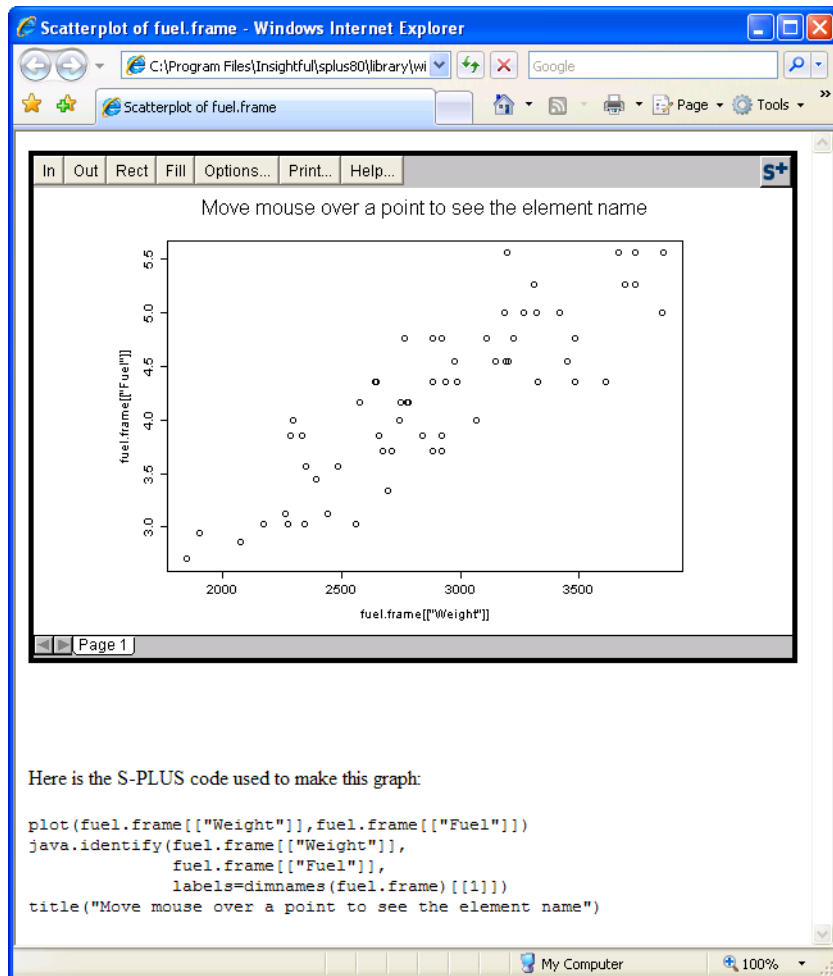 Scatterplot of fuel.frame - Windows Internet Explorer
C:\Program Files\Insightful\splus80\library\wi
Google
Scatterplot of fuel.frame
Page
Tools
»
In Out Rect Fill Options... Print... Help...
S+
Move mouse over a point to see the element name
5.5
5.0
4.5
4.0
3.5
3.0
fuel.frame[["Fuel"]]
2000 2500 3000 3500
fuel.frame[["Weight"]]
Page 1
Here is the S-PLUS code used to make this graph:
plot(fuel.frame[["Weight"]],fuel.frame[["Fuel"]])
java.identify(fuel.frame[["Weight"]],
fuel.frame[["Fuel"]],
labels=dimnames(fuel.frame)[[1]])
title("Move mouse over a point to see the element name")
My Computer
100%